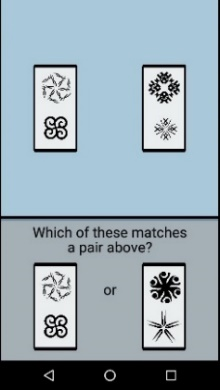 Which of these matches
a pair above?
or